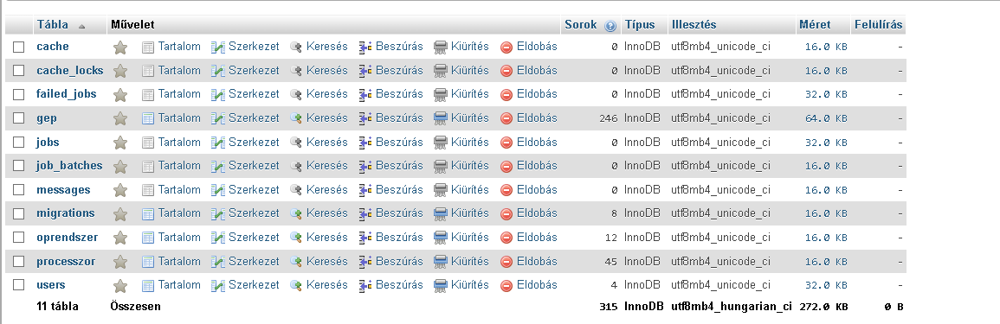 Tábla Művelet Sorok Típus Illesztés Méret Felülírás
cache Tartalom Szerkezet Keresés Beszúrás Kiürítés Eldobás 0 InnoDB utf8mb4_unicode_ci 16.0 KB -
cache_locks Tartalom Szerkezet Keresés Beszúrás Kiürítés Eldobás 0 InnoDB utf8mb4_unicode_ci 16.0 KB -
failed_jobs Tartalom Szerkezet Keresés Beszúrás Kiürítés Eldobás 0 InnoDB utf8mb4_unicode_ci 32.0 KB -
gep Tartalom Szerkezet Keresés Beszúrás Kiürítés Eldobás 246 InnoDB utf8mb4_unicode_ci 64.0 KB -
jobs Tartalom Szerkezet Keresés Beszúrás Kiürítés Eldobás 0 InnoDB utf8mb4_unicode_ci 32.0 KB -
job_batches Tartalom Szerkezet Keresés Beszúrás Kiürítés Eldobás 0 InnoDB utf8mb4_unicode_ci 16.0 KB -
messages Tartalom Szerkezet Keresés Beszúrás Kiürítés Eldobás 0 InnoDB utf8mb4_unicode_ci 16.0 KB -
migrations Tartalom Szerkezet Keresés Beszúrás Kiürítés Eldobás 8 InnoDB utf8mb4_unicode_ci 16.0 KB -
oprendszer Tartalom Szerkezet Keresés Beszúrás Kiürítés Eldobás 12 InnoDB utf8mb4_unicode_ci 16.0 KB -
processzor Tartalom Szerkezet Keresés Beszúrás Kiürítés Eldobás 45 InnoDB utf8mb4_unicode_ci 16.0 KB -
users Tartalom Szerkezet Keresés Beszúrás Kiürítés Eldobás 4 InnoDB utf8mb4_unicode_ci 32.0 KB -
11 tábla Összesen 315 InnoDB utf8mb4_hungarian_ci 272.0 KB 0 B